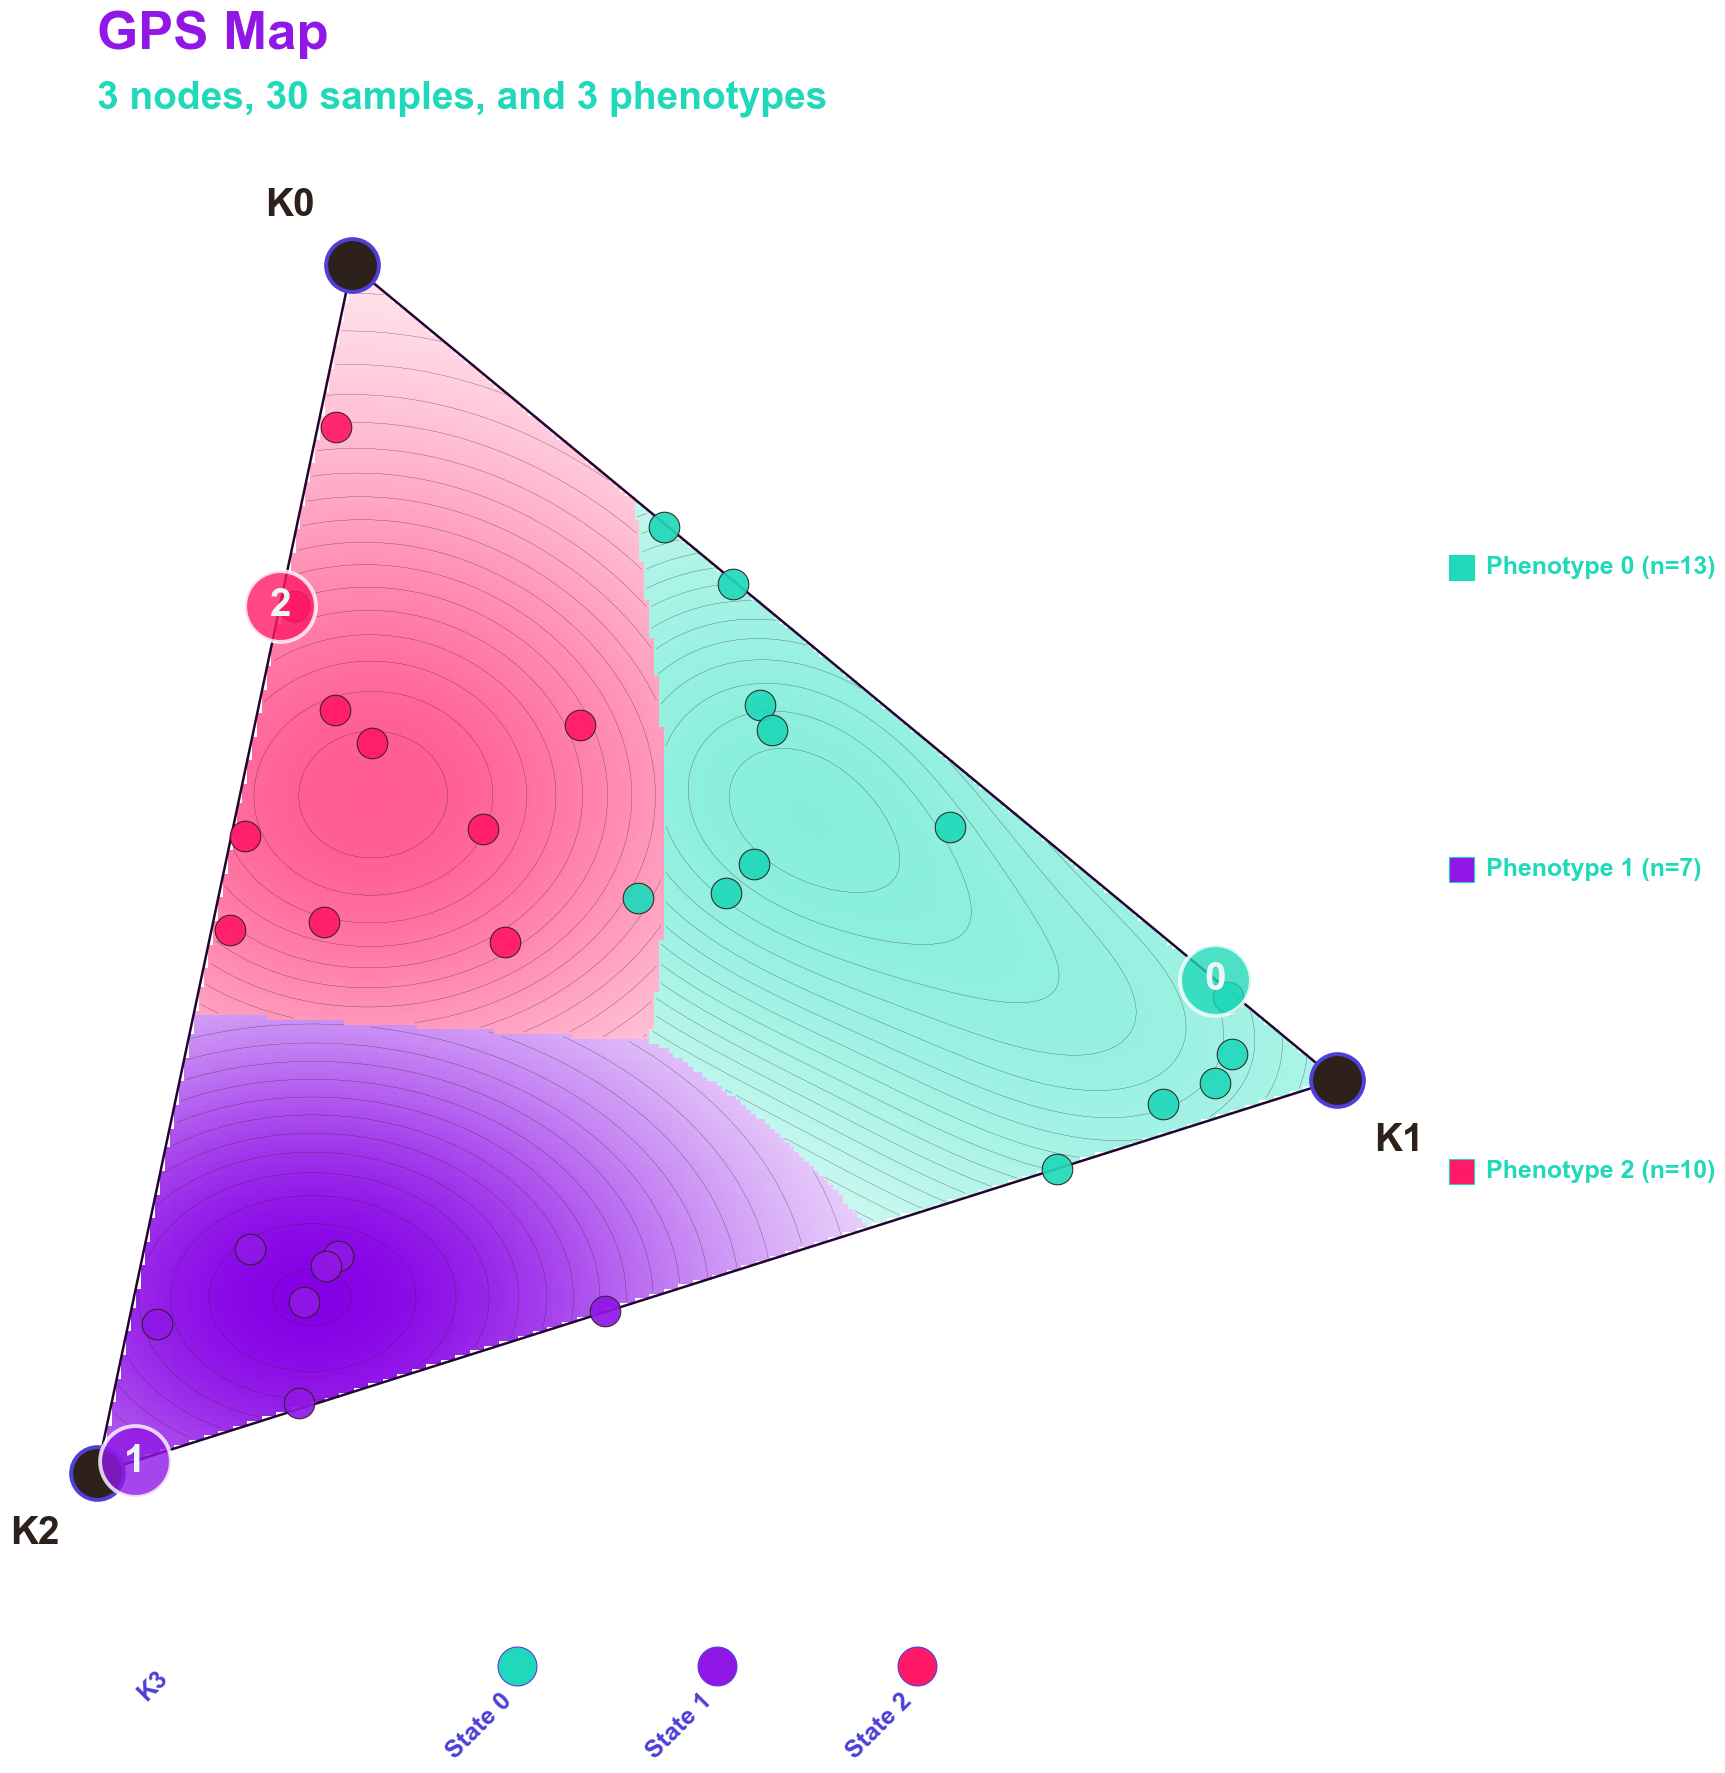 GPS Map
3 nodes, 30 samples, and 3 phenotypes
K0
2
Phenotype 0 (n=13)
Phenotype 1 (n=7)
0
K1
Phenotype 2 (n=10)
1
K2
K3
State 0
State 1
State 2